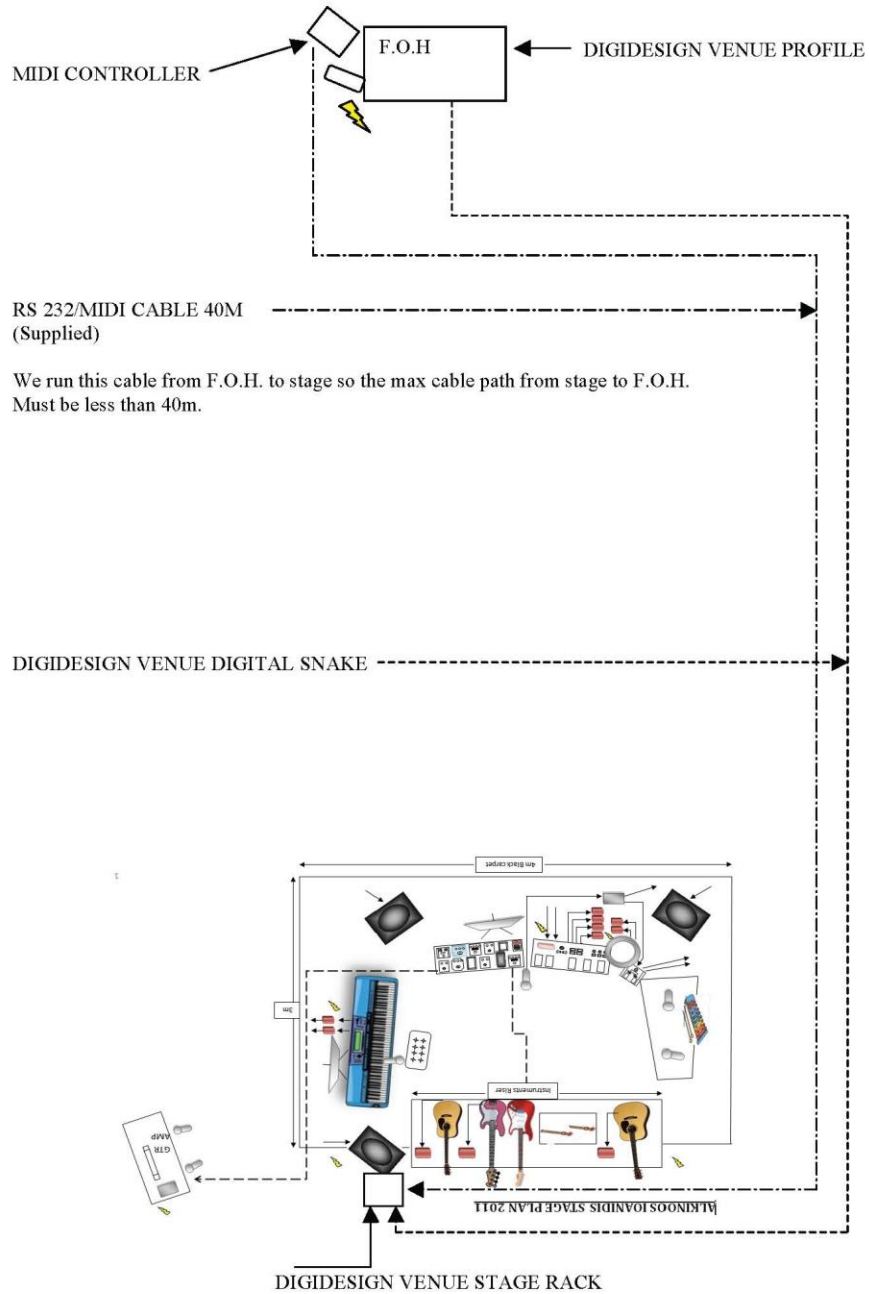 F.O.H
DIGIDESIGN VENUE PROFILE
MIDI CONTROLLER
RS 232/MIDI CABLE 40M
(Supplied)
We run this cable from F.O.H. to stage so the max cable path from stage to F.O.H.
Must be less than 40m.
DIGIDESIGN VENUE DIGITAL SNAKE
4m Black carpet
1
3m
Instruments Riser
GTR
AMP
ALKINOOS IOANIDIS STAGE PLAN 2011
DIGIDESIGN VENUE STAGE RACK